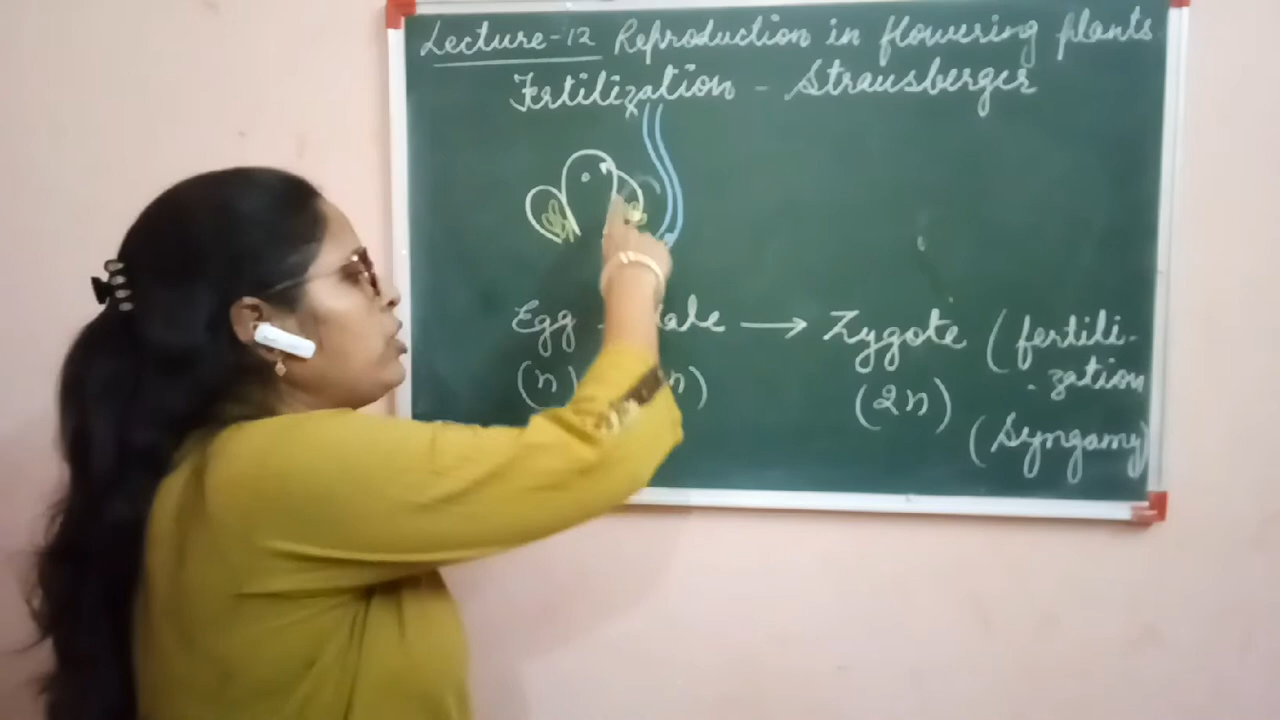 Lecture-12 Reproduction in flowering plants
Fertilization - Strausberger
Egg → Zygote (fertili-
-zation
(n) n) (2n)
(Syngamy)